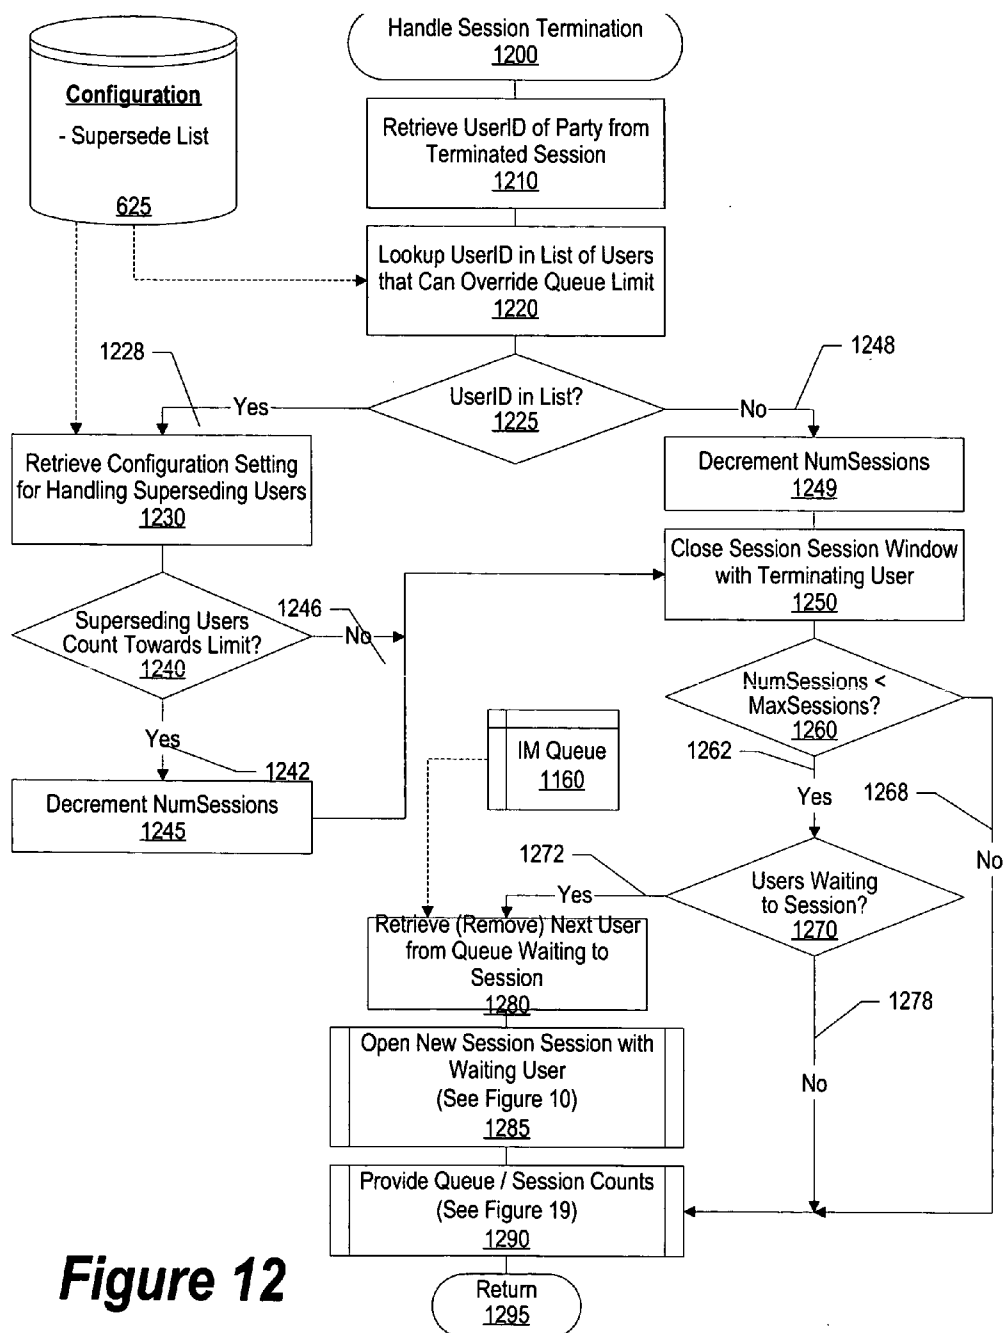 Handle Session Termination
1200
Configuration
- Supersede List
625
Retrieve UserID of Party from
Terminated Session
1210
Lookup UserID in List of Users
that Can Override Queue Limit
1220
1228
1248
UserID in List?
1225
Yes
No
Retrieve Configuration Setting
for Handling Superseding Users
1230
Decrement NumSessions
1249
Close Session Session Window
with Terminating User
1250
Superseding Users
Count Towards Limit?
1240
1246
No
Yes
1242
Decrement NumSessions
1245
NumSessions <
MaxSessions?
1260
1262
Yes
1268
No
IM Queue
1160
1272
Yes
Users Waiting
to Session?
1270
1278
No
Retrieve (Remove) Next User
from Queue Waiting to
Session
1280
Open New Session Session with
Waiting User
(See Figure 10)
1285
Provide Queue / Session Counts
(See Figure 19)
1290
Return
1295
Figure 12